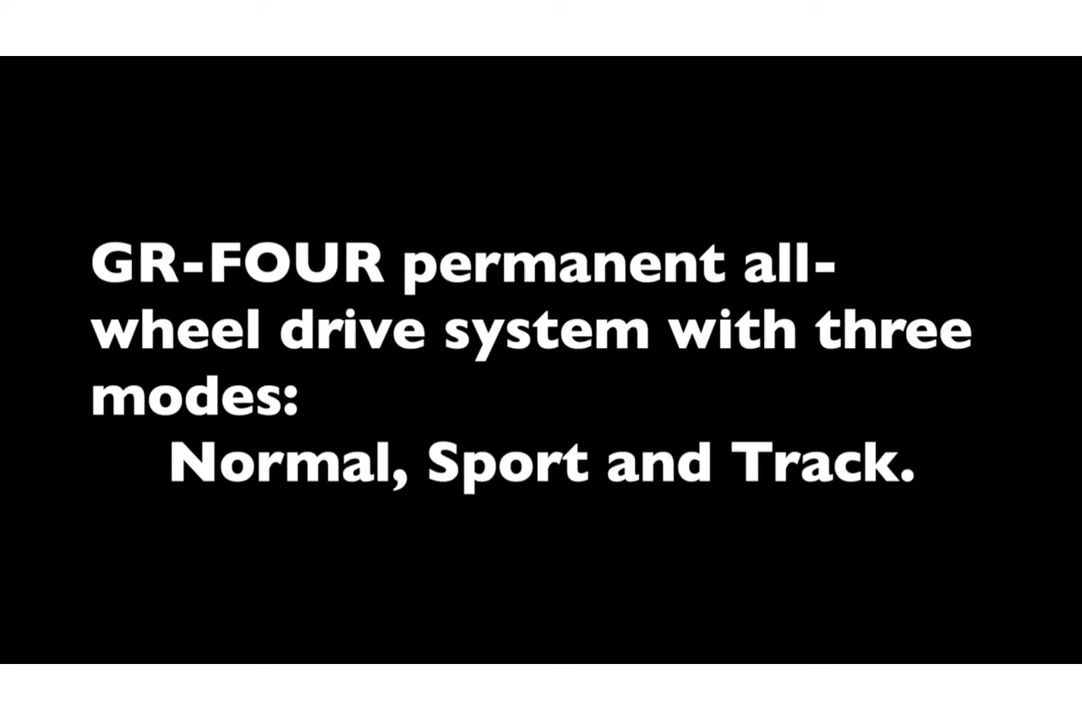 GR-FOUR permanent all-
wheel drive system with three
modes:
Normal, Sport and Track.